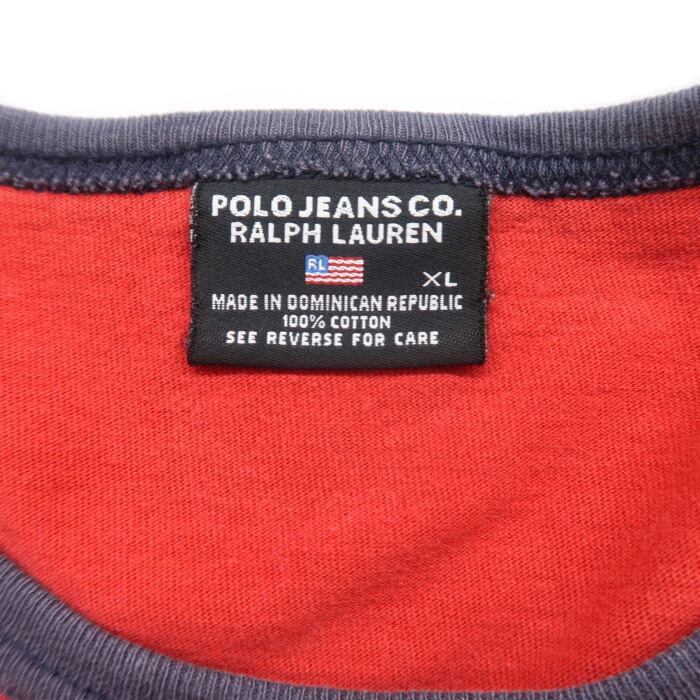 POLO JEANS CO.
RALPH LAUREN
RL
XL
MADE IN DOMINICAN REPUBLIC
100% COTTON
SEE REVERSE FOR CARE